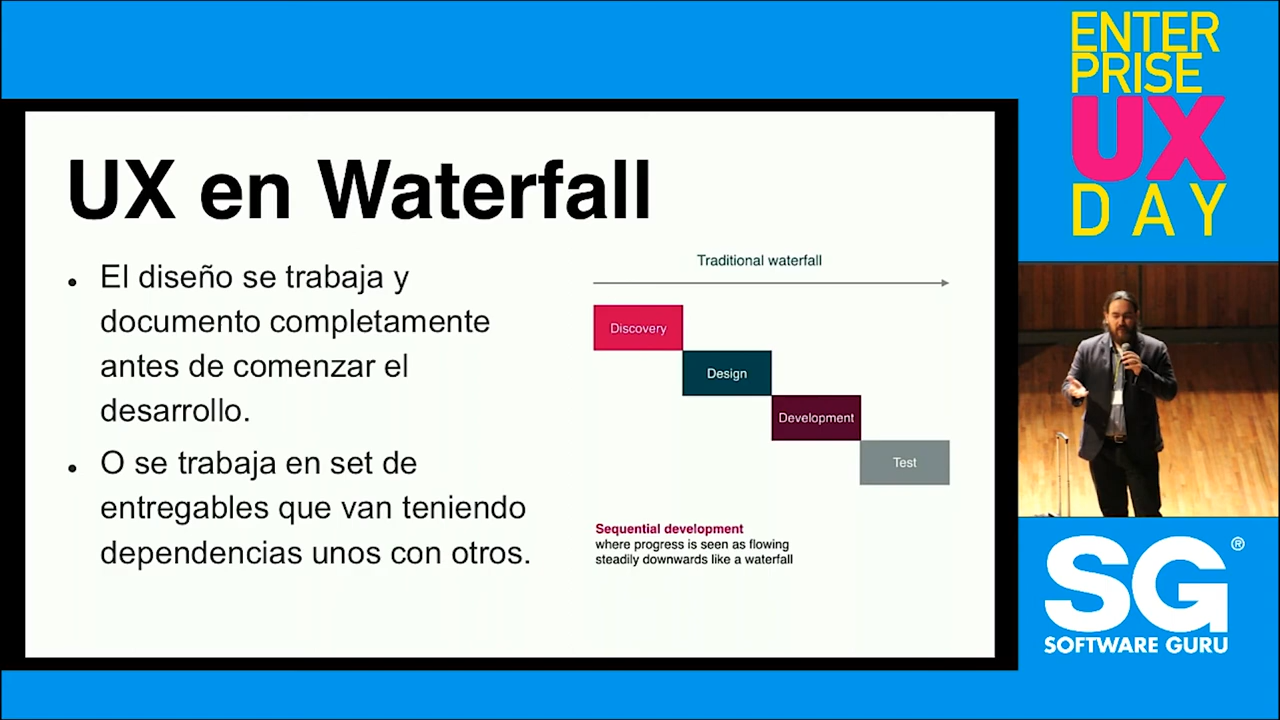 UX en Waterfall
• El diseño se trabaja y
documento completamente
antes de comenzar el
desarrollo.
• O se trabaja en set de
entregables que van teniendo
dependencias unos con otros.
Traditional waterfall
Discovery
Design
Development
Test
Sequential development
where progress is seen as flowing
steadily downwards like a waterfall
ENTER
PRISE
UX
DAY
SG®
SOFTWARE GURU